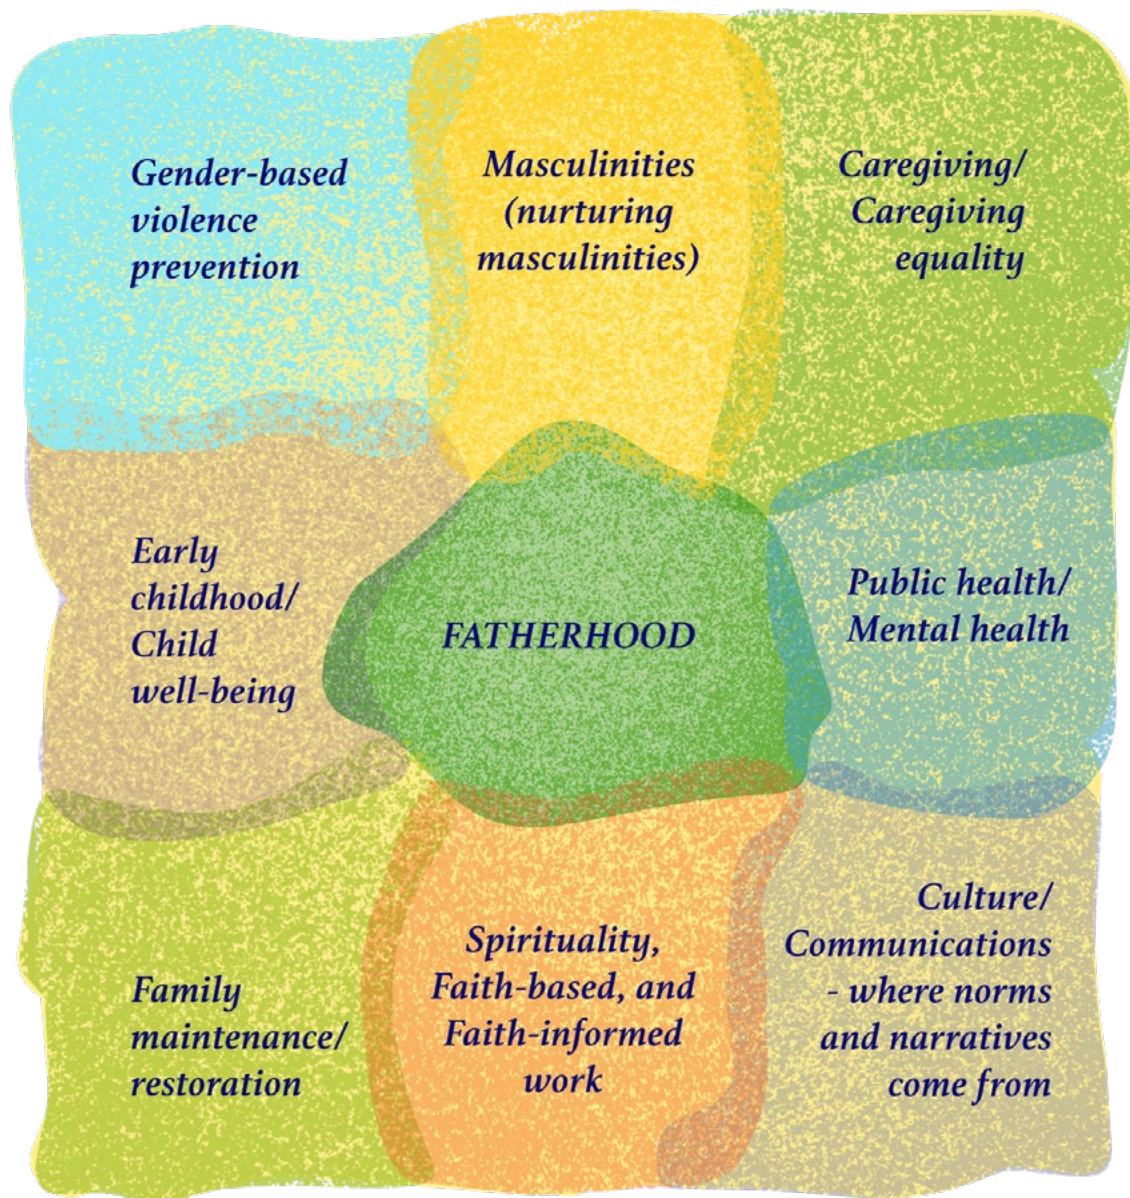 Gender-based
violence
prevention
Masculinities
(nurturing
masculinities)
Caregiving/
Caregiving
equality
Early
childhood/
Child
well-being
FATHERHOOD
Public health/
Mental health
Family
maintenance/
restoration
Spirituality,
Faith-based, and
Faith-informed
work
Culture/
Communications
- where norms
and narratives
come from